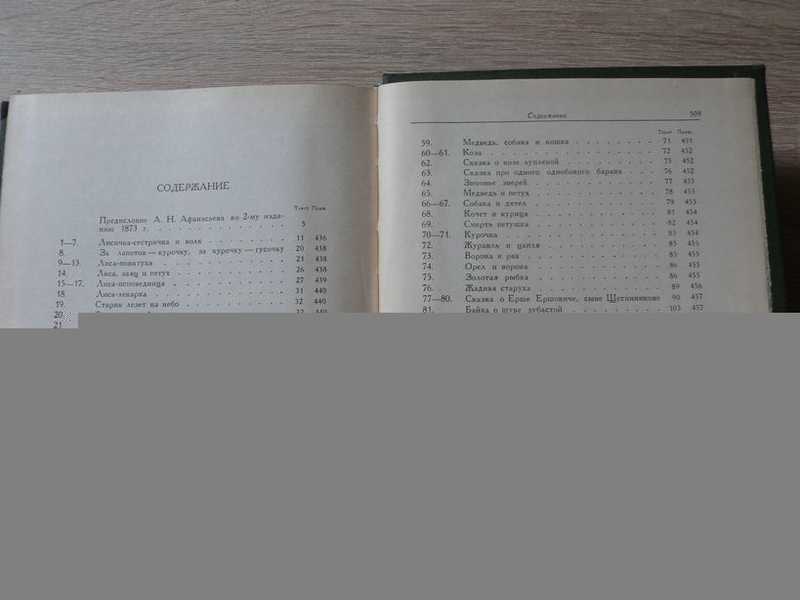 СОДЕРЖАНИЕ
Текст Прим.
Предисловие А. Н. Афанасьева ко 2-му изда-
нию 1873 г. 5
1—7. Лисичка-сестричка и волк 11 436
8. За лапоток — курочку, за курочку — гусочку 20 438
9—13. Лиса-повитуха 21 438
14. Лиса, заяц и петух 26 438
15—17. Лиса-исповедница 27 439
18. Лиса-лекарка 31 440
19. Старик лезет на небо 32 440
20.
21
Содержание 509
Текст Прим.
59. Медведь, собака и кошка 71 451
60—61. Коза 72 452
62. Сказка о козе лупленой 75 452
63. Сказка про одного однобокого барана 76 452
64. Зимовье зверей 77 453
65. Медведь и петух 78 453
66—67. Собака и дятел 79 453
68. Кочет и курица 81 454
69. Смерть петушка 82 454
70—71. Курочка 83 454
72. Журавль и цапля 85 455
73. Ворона и рак 85 455
74. Орел и ворона 86 455
75. Золотая рыбка 86 455
76. Жадная старуха 89 456
77—80. Сказка о Ерше Ершовиче, сыне Щетинникове 90 457
81. Байка о щуке зубастой 103 457